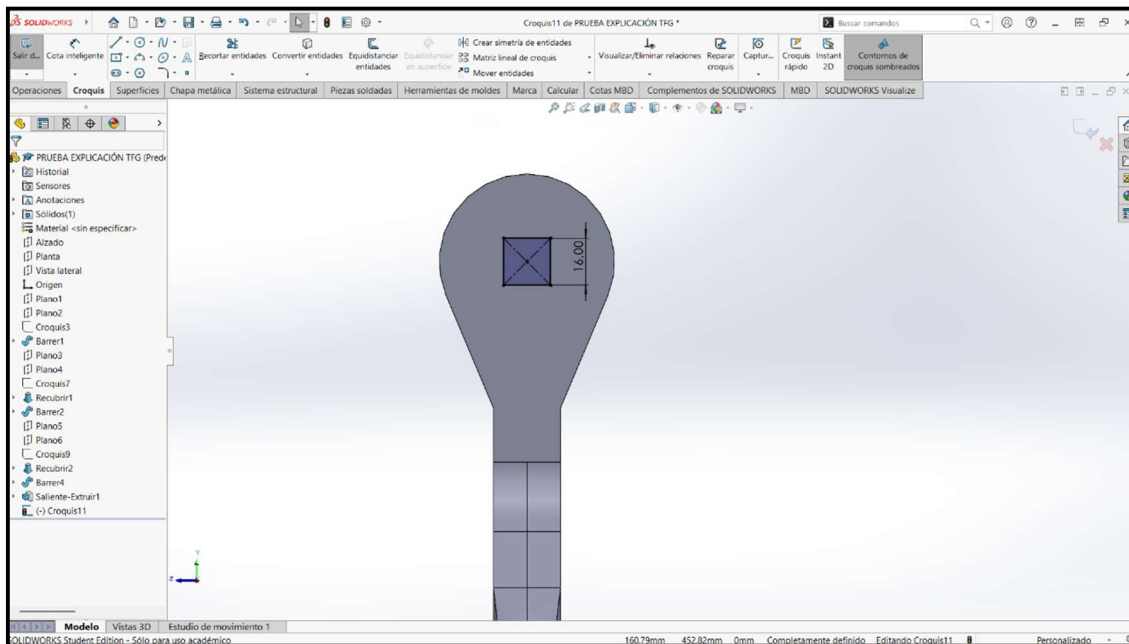 SOLIDWORKS
Croquis11 de PRUEBA EXPLICACIÓN TFG *
Buscar comandos
Salir d...
Cota inteligente
Recortar entidades
Convertir entidades
Equidistanciar entidades
Equidistanciar en superficie
Crear simetría de entidades
Matriz lineal de croquis
Mover entidades
Visualizar/Eliminar relaciones
Reparar croquis
Captur...
Croquis rápido
Instant 2D
Contornos de croquis sombreados
Operaciones Croquis Superficies Chapa metálica Sistema estructural Piezas soldadas Herramientas de moldes Marca Calcular Cotas MBD Complementos de SOLIDWORKS MBD SOLIDWORKS Visualize
PRUEBA EXPLICACIÓN TFG (Prede
Historial
Sensores
Anotaciones
Sólidos(1)
Material <sin especificar>
Alzado
Planta
Vista lateral
Origen
Plano1
Plano2
Croquis3
Barrer1
Plano3
Plano4
Croquis7
Recubrir1
Barrer2
Plano5
Plano6
Croquis9
Recubrir2
Barrer4
Saliente-Extruir1
(-) Croquis11
16.00
Y
Z
Modelo Vistas 3D Estudio de movimiento 1
SOLIDWORKS Student Edition - Sólo para uso académico
160.79mm 452.82mm 0mm Completamente definido Editando Croquis11 Personalizado